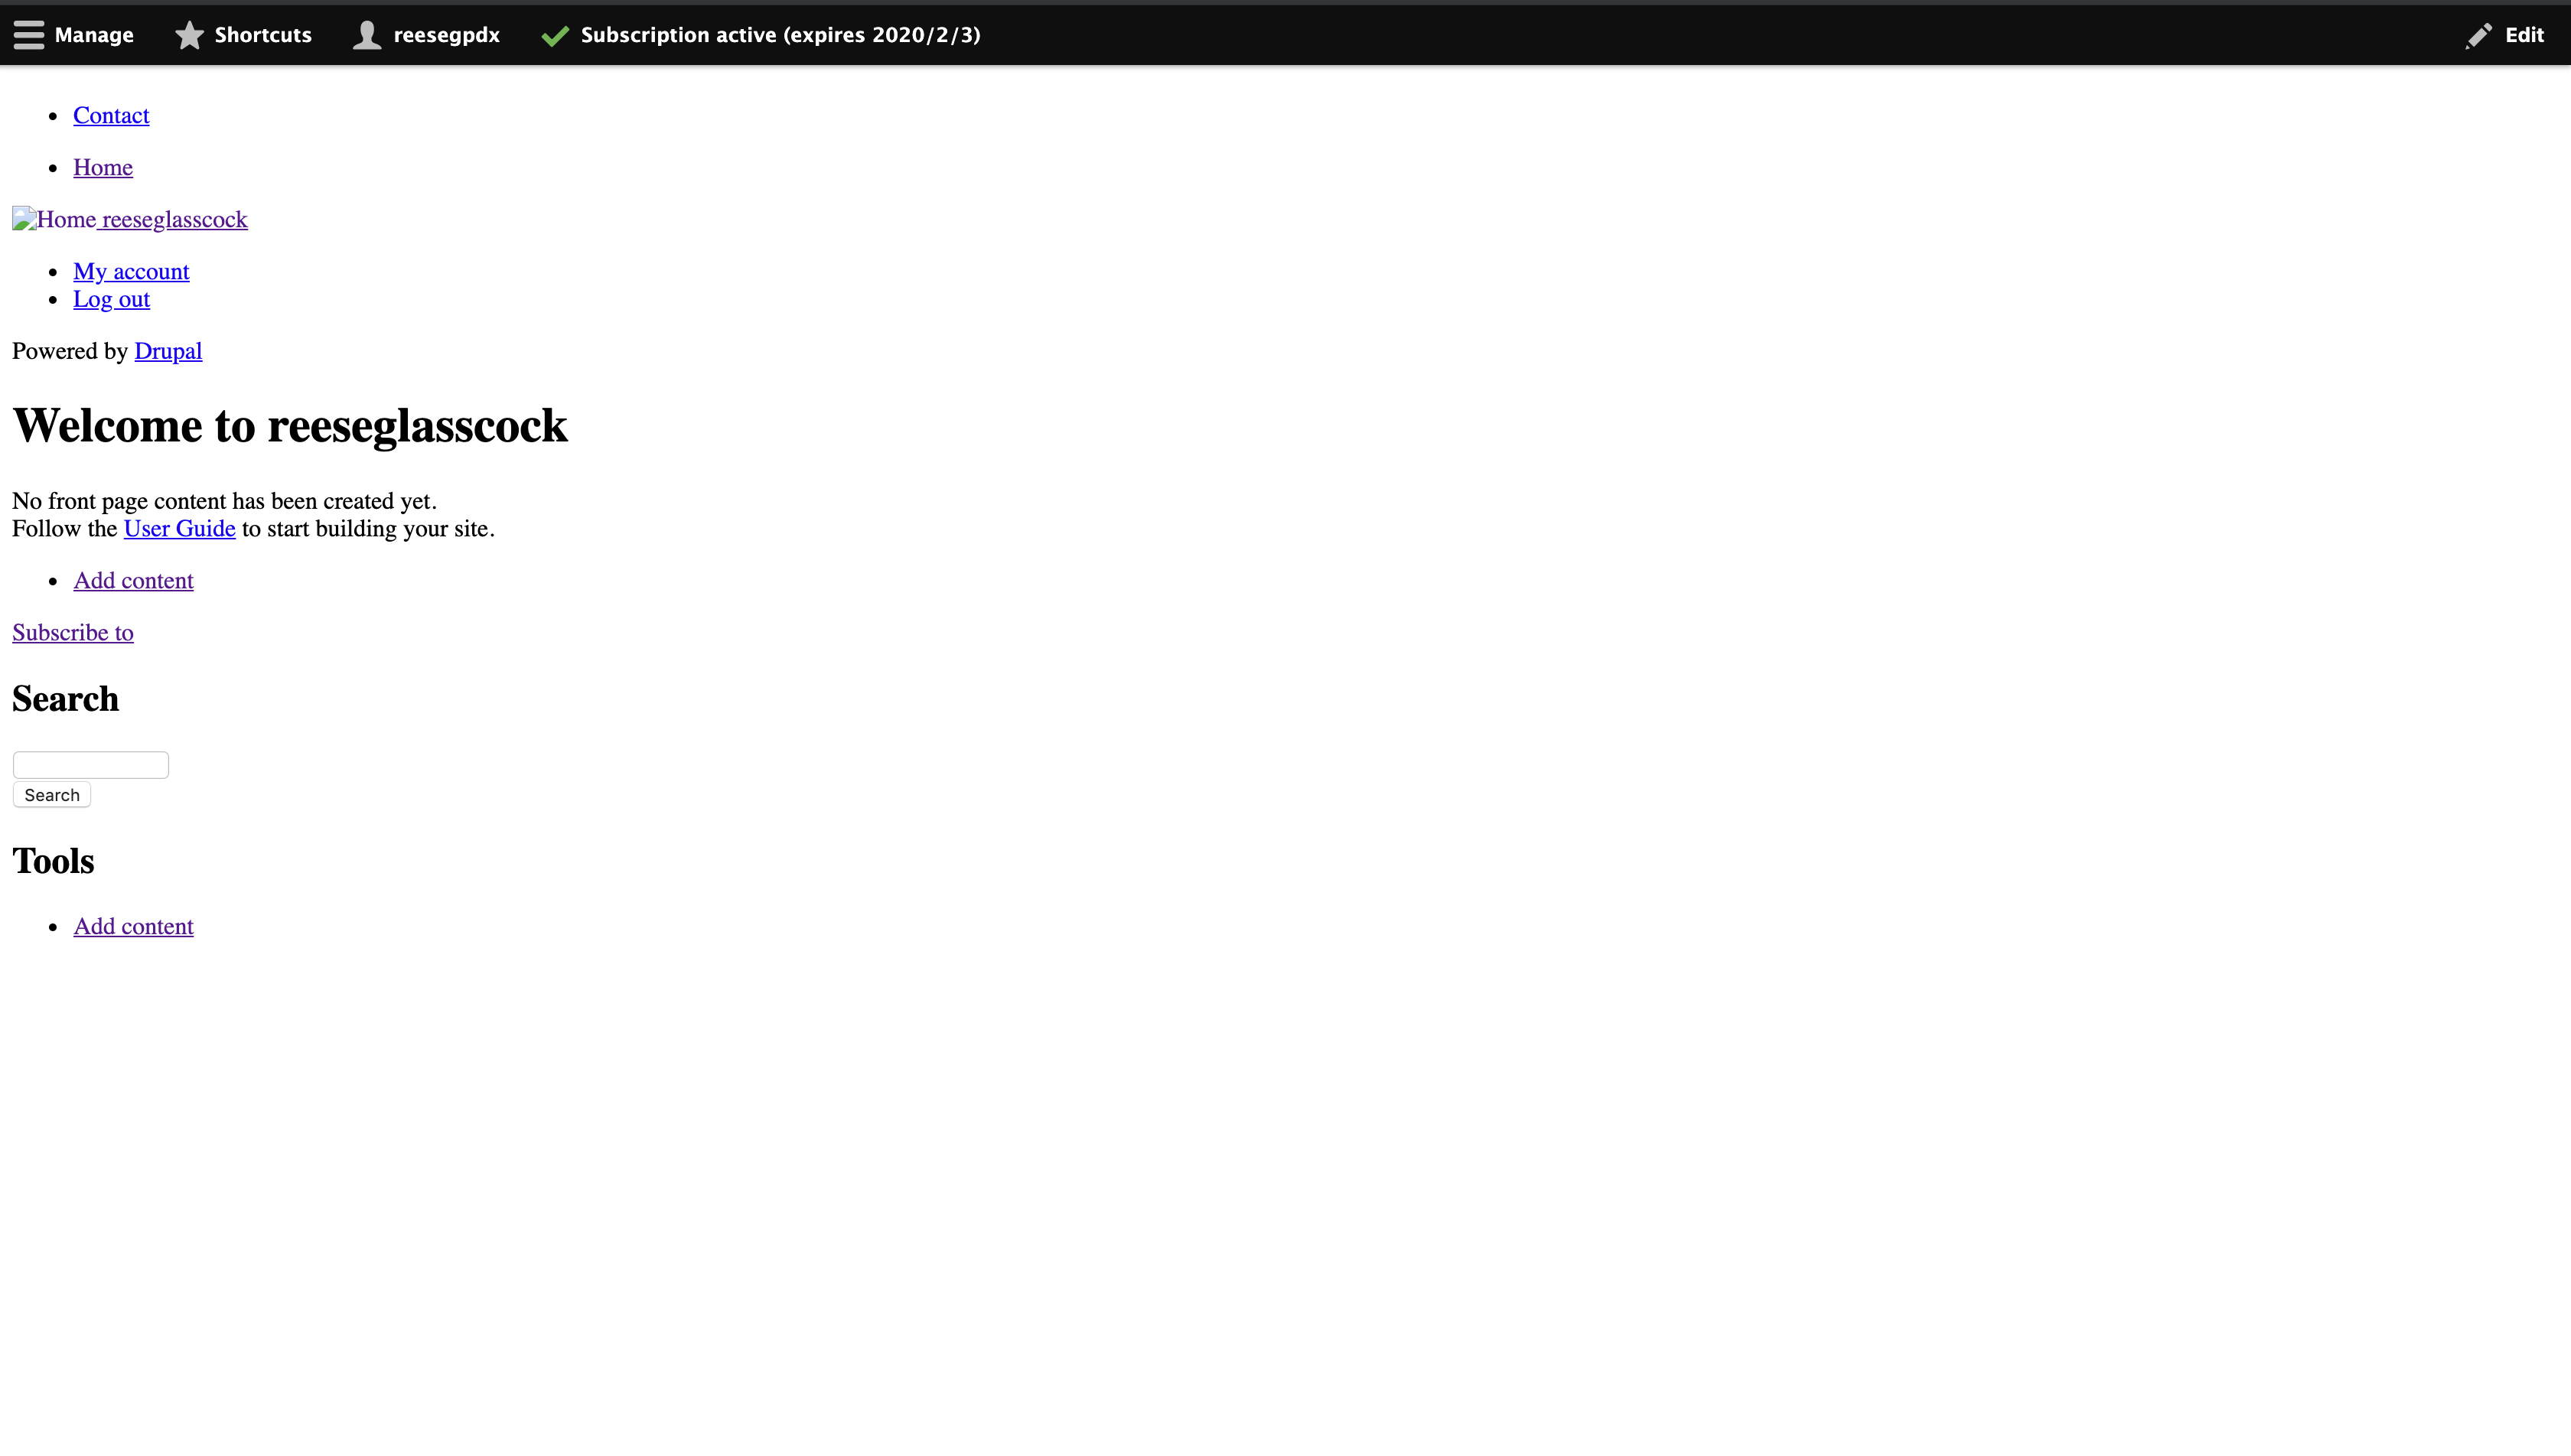 Manage Shortcuts reesegpdx Subscription active (expires 2020/2/3) Edit
Contact
Home
Home reeseglasscock
My account
Log out
Powered by Drupal
Welcome to reeseglasscock
No front page content has been created yet.
Follow the User Guide to start building your site.
Add content
Subscribe to
Search
Search
Tools
Add content